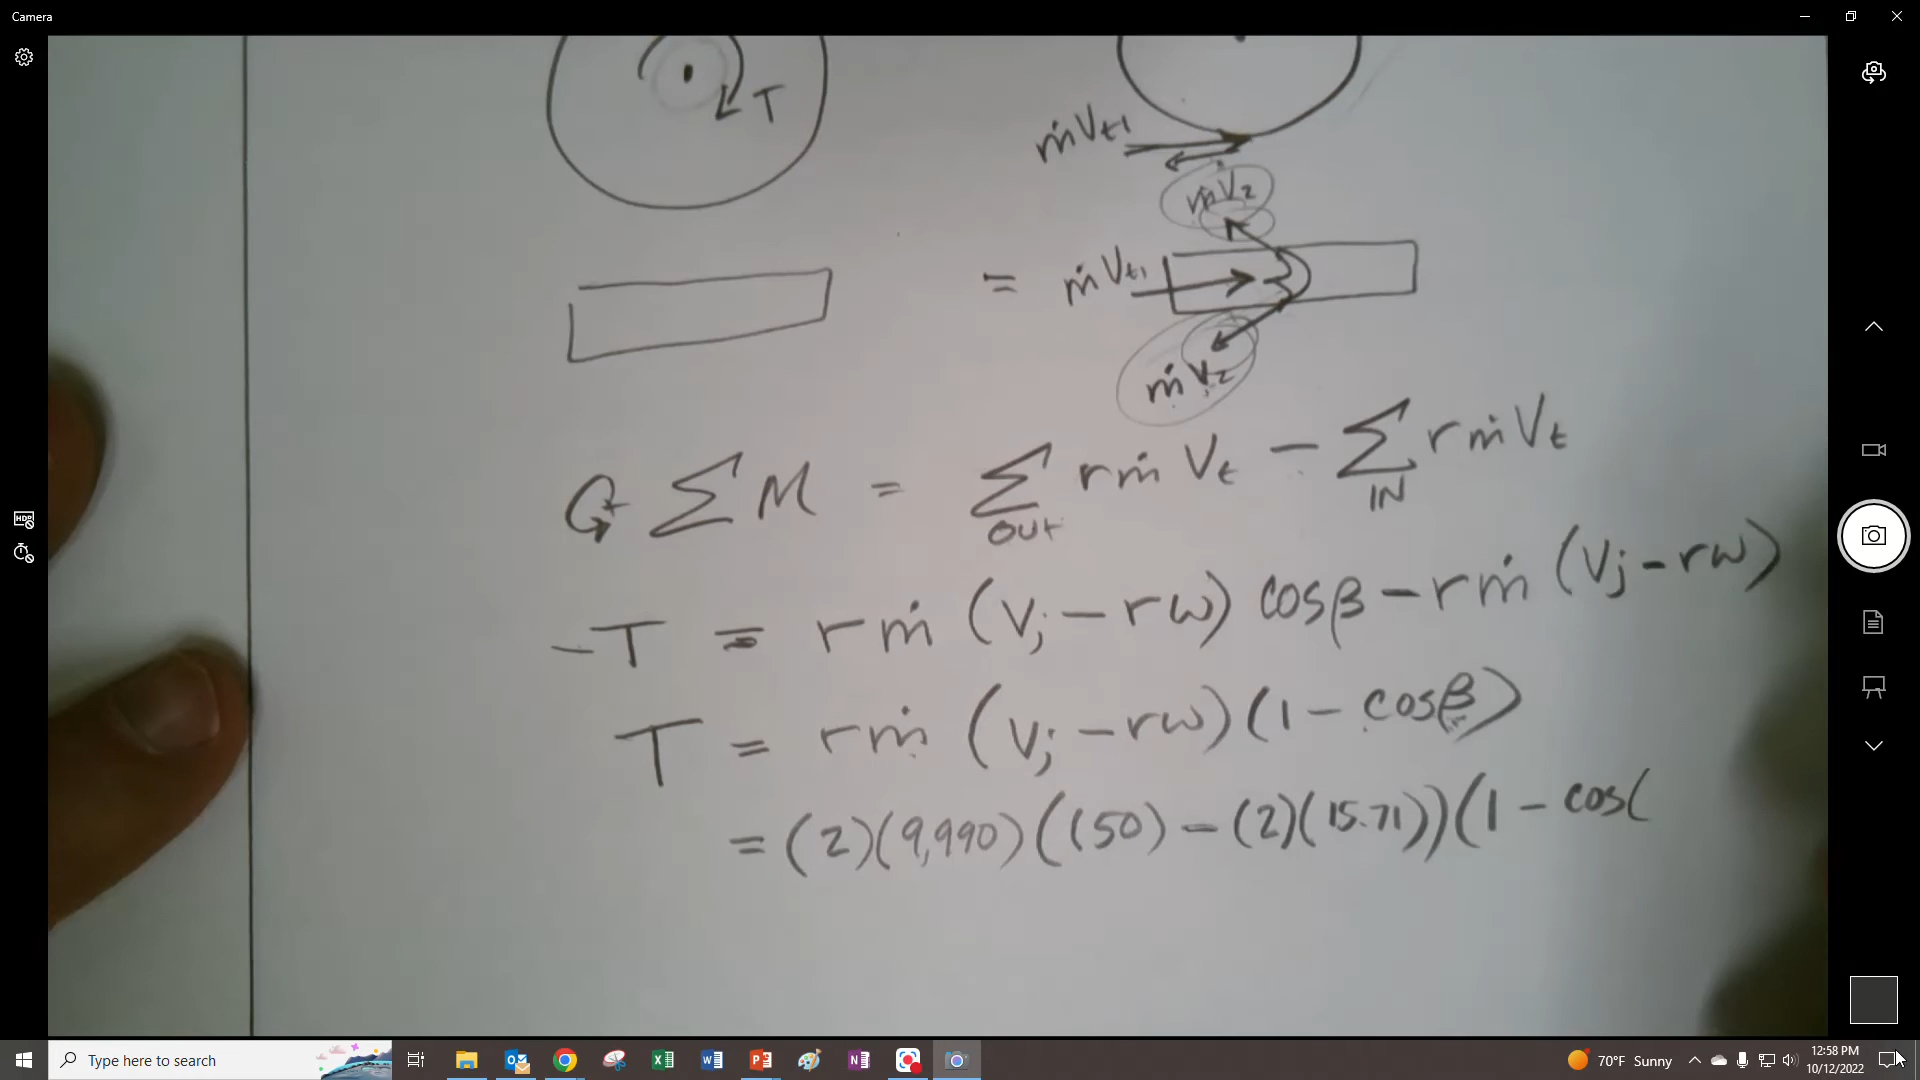 Camera
T
ṁVt1
ṁV2
= ṁVt1
ṁV2
↻+ ΣM = Σ rṁVt − Σ rṁVt
OUT IN
−T = rṁ (Vj − rω) cosβ − rṁ (Vj − rω)
T = rṁ (Vj − rω)(1 − cosβ)
= (2)(9,990)((50) − (2)(15.71))(1 − cos(
Type here to search
70°F Sunny
12:58 PM
10/12/2022